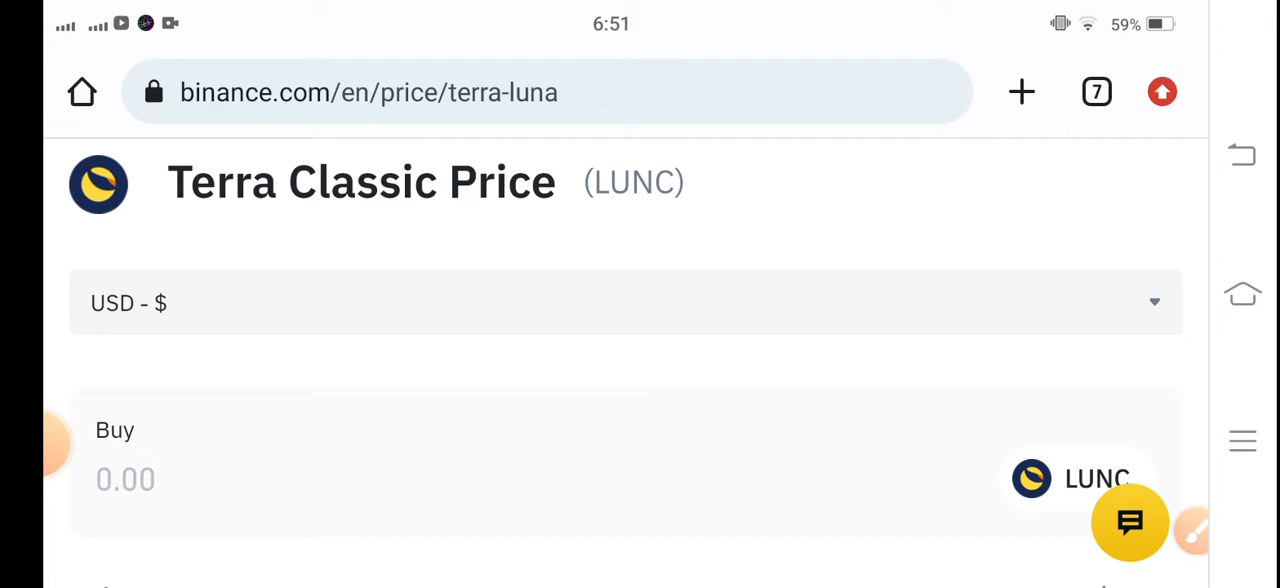 6:51
59%
binance.com/en/price/terra-luna
7
Terra Classic Price (LUNC)
USD - $
Buy
0.00
LUNC